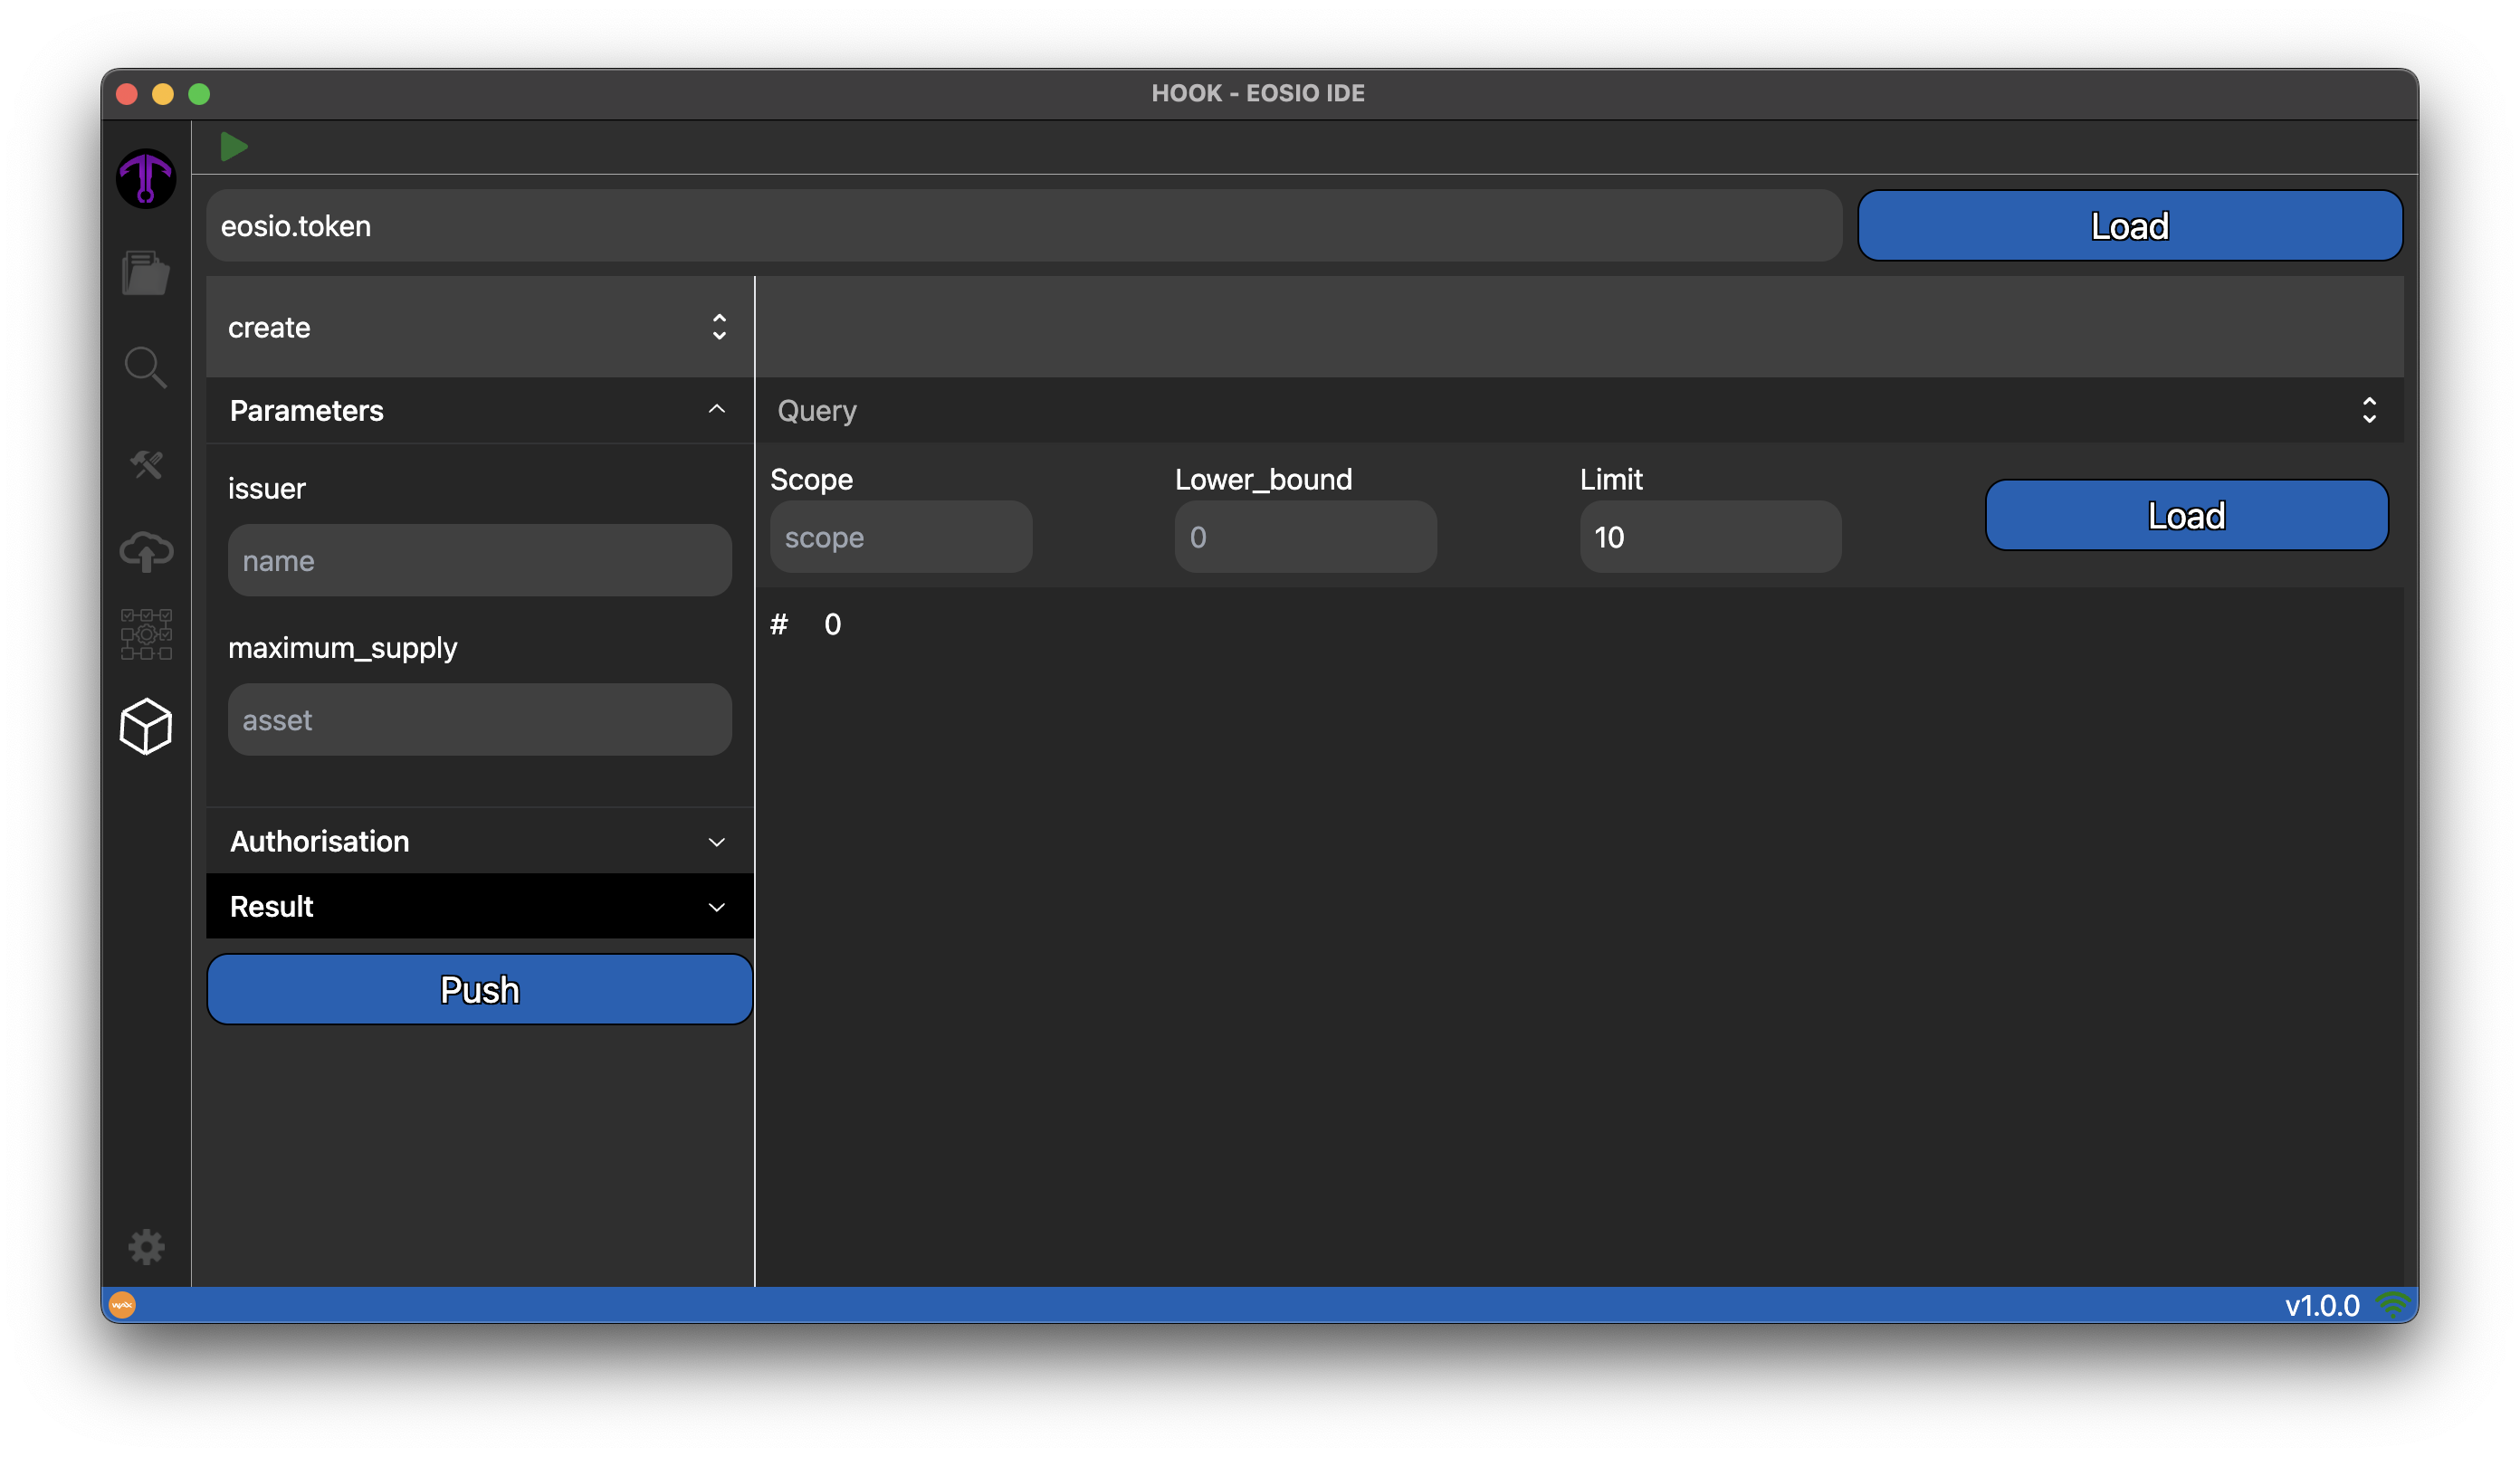 HOOK - EOSIO IDE
eosio.token
Load
create
Parameters
issuer
name
maximum_supply
asset
Authorisation
Result
Push
Query
Scope
Lower_bound
Limit
scope
0
10
Load
# 0
wax
v1.0.0